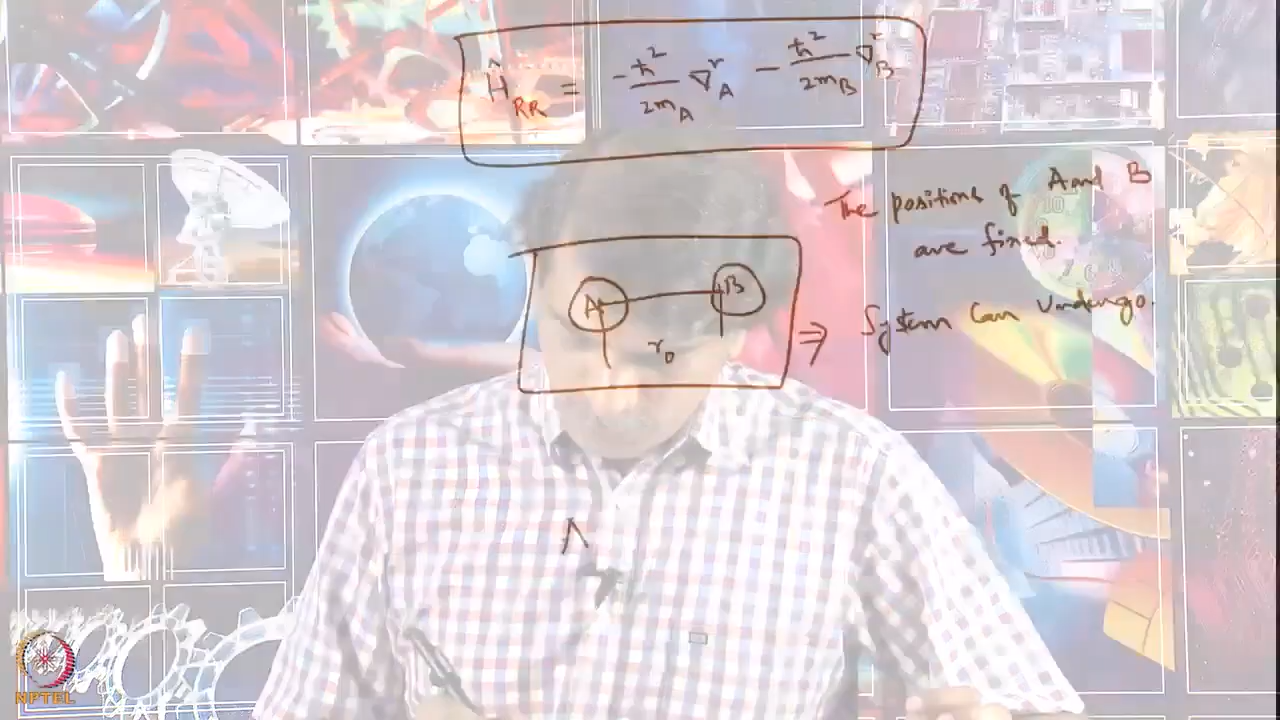 Ĥ_RR = -ħ²/2m_A ∇²_A - ħ²/2m_B ∇²_B
The positions of A and B
are fixed.
A B
r₀
⇒ System Can Undergo.
NPTEL